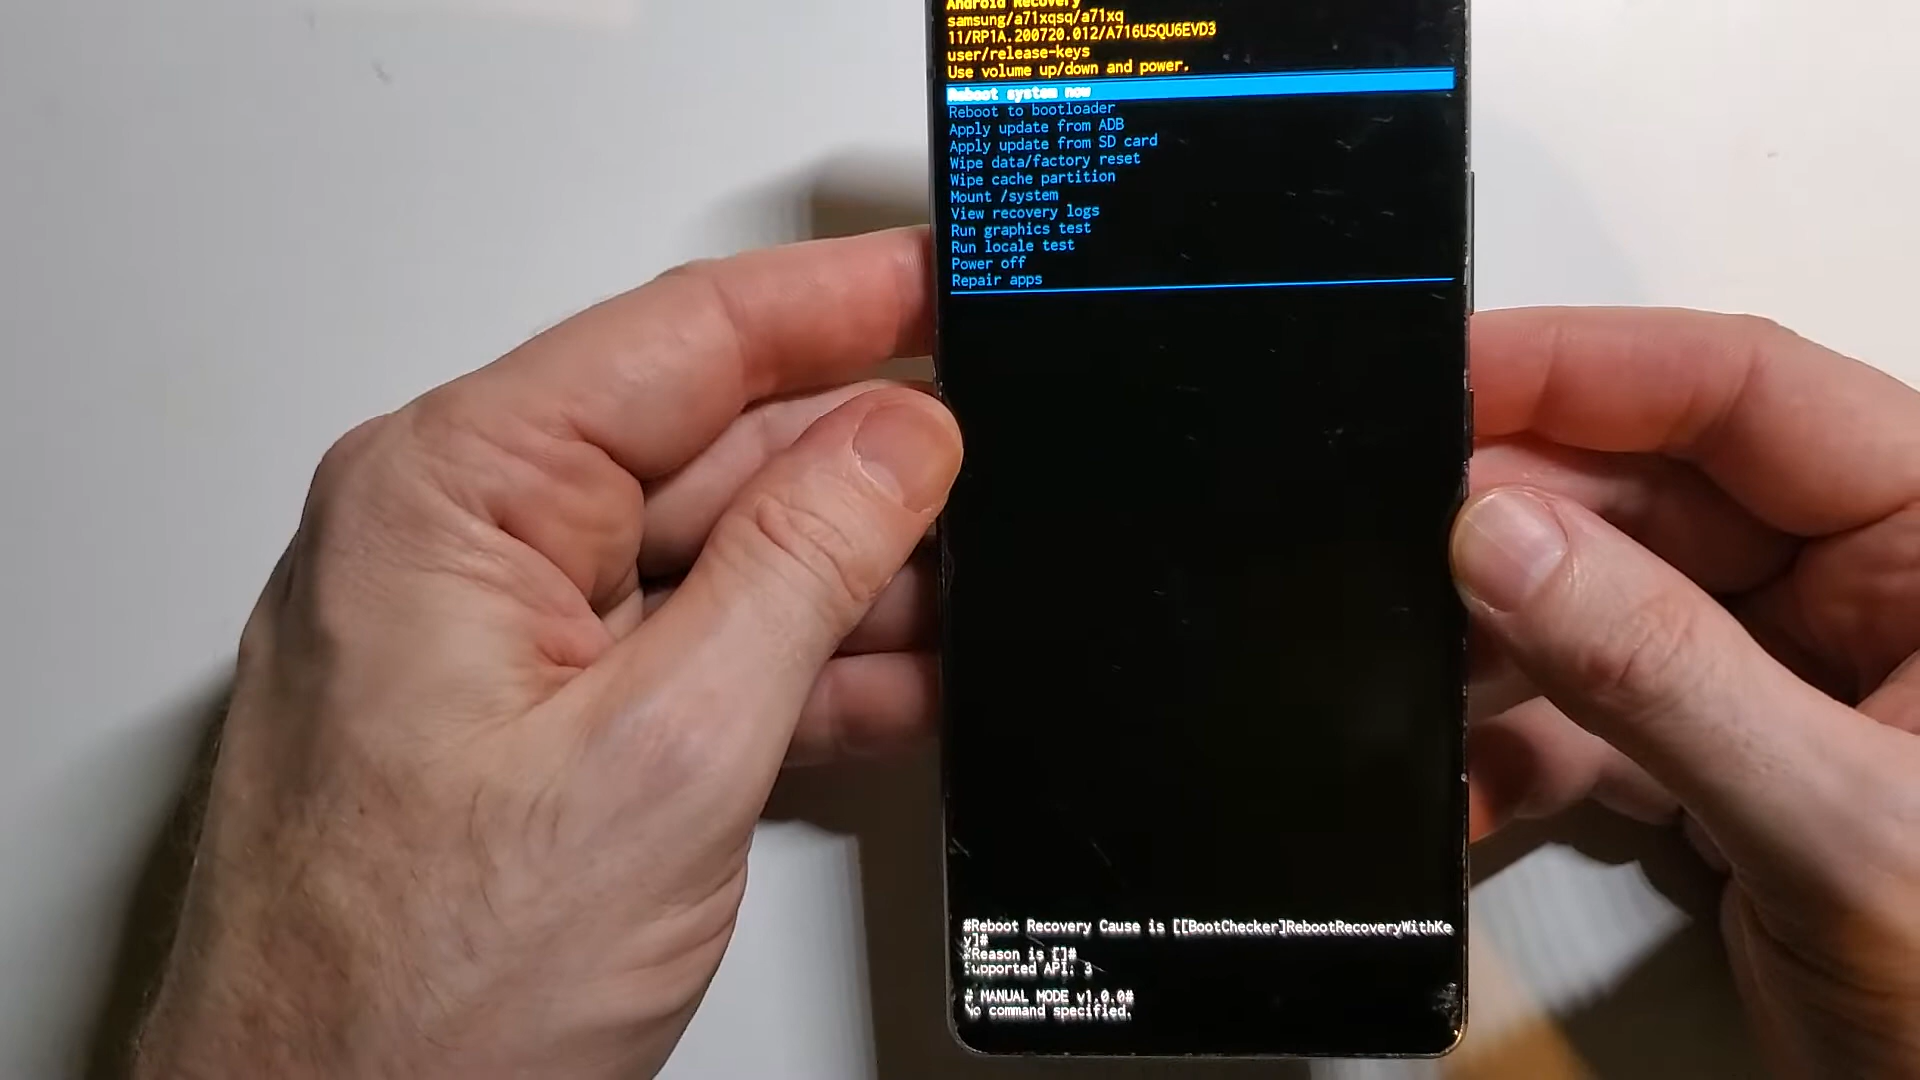 Android Recovery
samsung/a71xqsq/a71xq
11/RP1A.200720.012/A716USQU6EVD3
user/release-keys
Use volume up/down and power.
Reboot system now
Reboot to bootloader
Apply update from ADB
Apply update from SD card
Wipe data/factory reset
Wipe cache partition
Mount /system
View recovery logs
Run graphics test
Run locale test
Power off
Repair apps
#Reboot Recovery Cause is [[BootChecker]RebootRecoveryWithKe
y]#
#Reason is []#
Supported API: 3
# MANUAL MODE v1.0.0#
No command specified.